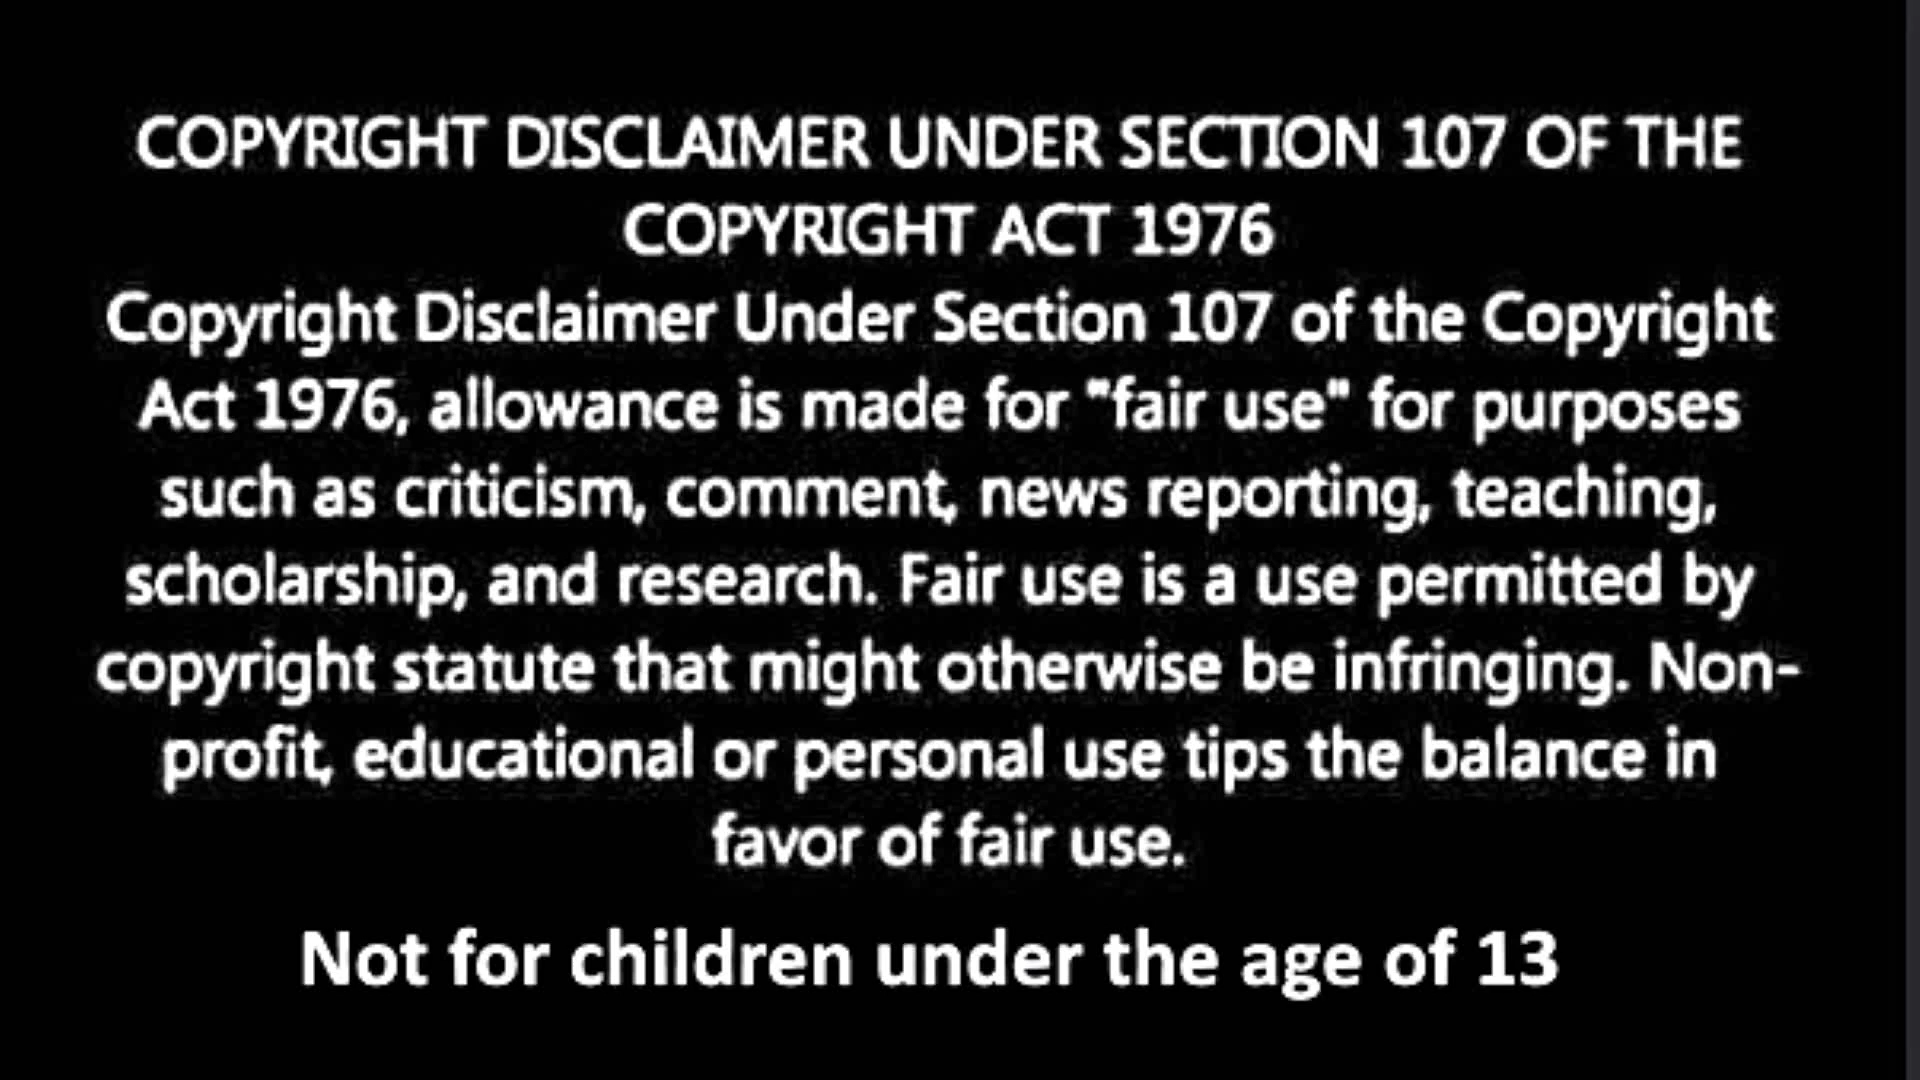 COPYRIGHT DISCLAIMER UNDER SECTION 107 OF THE
COPYRIGHT ACT 1976
Copyright Disclaimer Under Section 107 of the Copyright
Act 1976, allowance is made for "fair use" for purposes
such as criticism, comment, news reporting, teaching,
scholarship, and research. Fair use is a use permitted by
copyright statute that might otherwise be infringing. Non-
profit, educational or personal use tips the balance in
favor of fair use.
Not for children under the age of 13